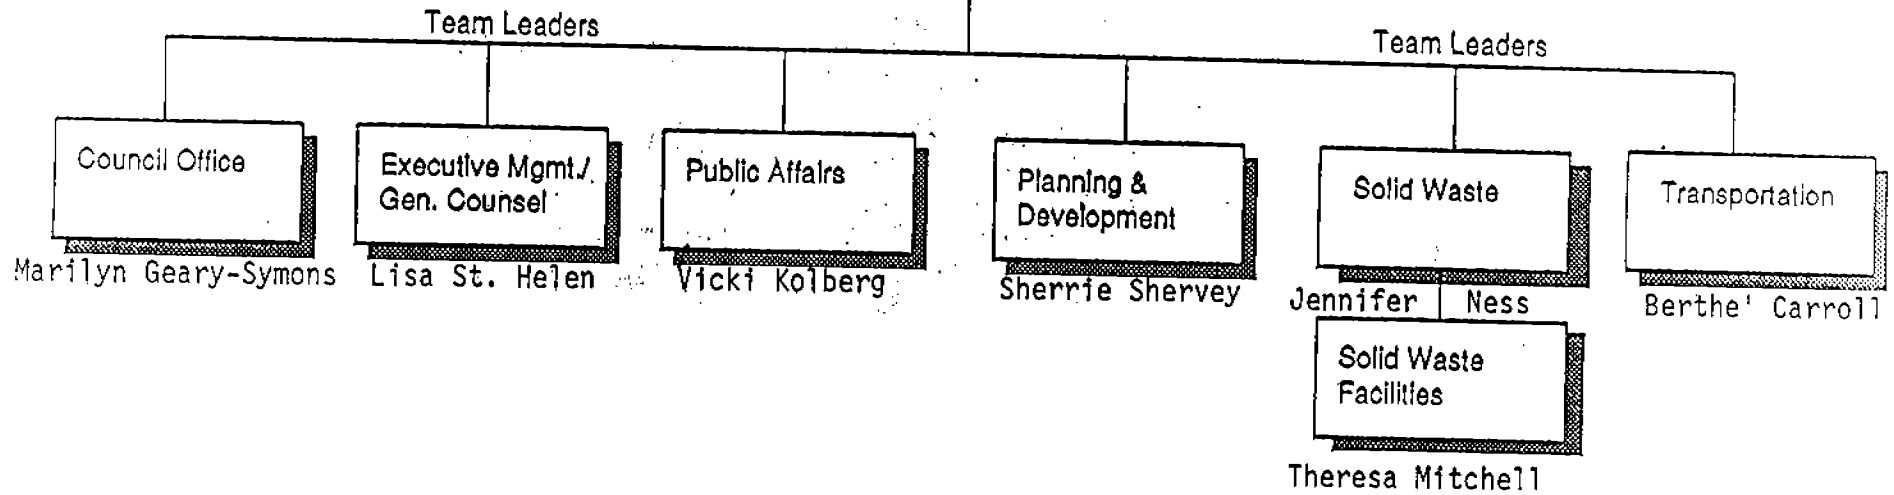 Team Leaders
Team Leaders
Council Office
Executive Mgmt./
Gen. Counsel
Public Affairs
Planning &
Development
Solid Waste
Transportation
Marilyn Geary-Symons
Lisa St. Helen
Vicki Kolberg
Sherrie Shervey
Jennifer Ness
Berthe' Carroll
Solid Waste
Facilities
Theresa Mitchell